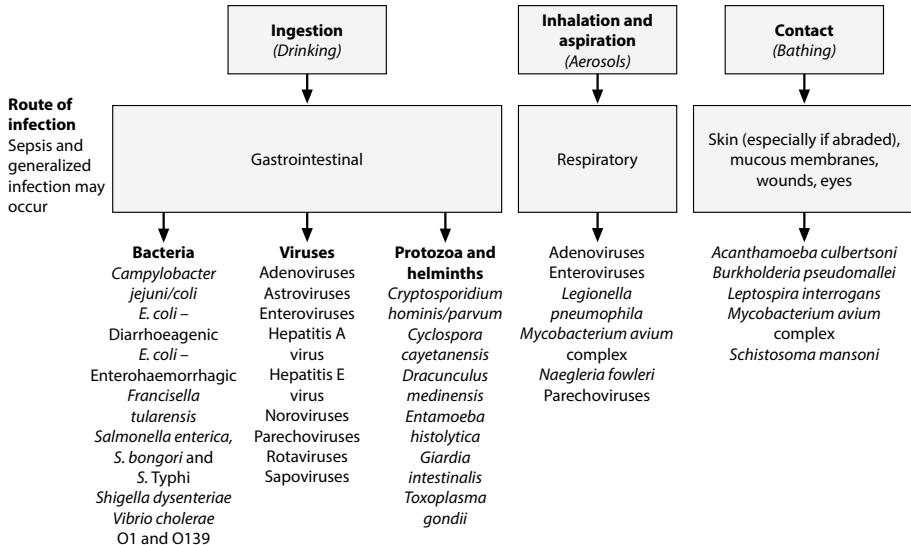 Ingestion
(Drinking)
Inhalation and
aspiration
(Aerosols)
Contact
(Bathing)
Route of
infection
Sepsis and
generalized
infection may
occur
Gastrointestinal
Respiratory
Skin (especially if abraded),
mucous membranes,
wounds, eyes
Bacteria
Campylobacter
jejuni/coli
E. coli –
Diarrhoeagenic
E. coli –
Enterohaemorrhagic
Francisella
tularensis
Salmonella enterica,
S. bongori and
S. Typhi
Shigella dysenteriae
Vibrio cholerae
O1 and O139
Viruses
Adenoviruses
Astroviruses
Enteroviruses
Hepatitis A
virus
Hepatitis E
virus
Noroviruses
Parechoviruses
Rotaviruses
Sapoviruses
Protozoa and
helminths
Cryptosporidium
hominis/parvum
Cyclospora
cayetanensis
Dracunculus
medinensis
Entamoeba
histolytica
Giardia
intestinalis
Toxoplasma
gondii
Adenoviruses
Enteroviruses
Legionella
pneumophila
Mycobacterium avium
complex
Naegleria fowleri
Parechoviruses
Acanthamoeba culbertsoni
Burkholderia pseudomallei
Leptospira interrogans
Mycobacterium avium
complex
Schistosoma mansoni